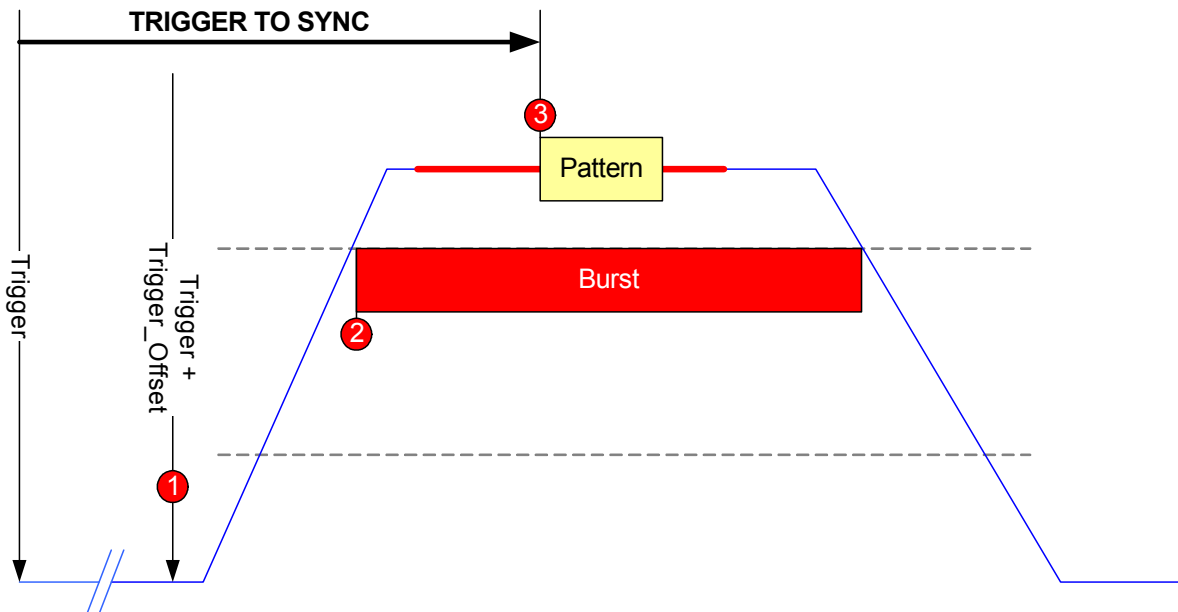 TRIGGER TO SYNC
3
Pattern
Trigger
Trigger +
Trigger_Offset
Burst
2
1